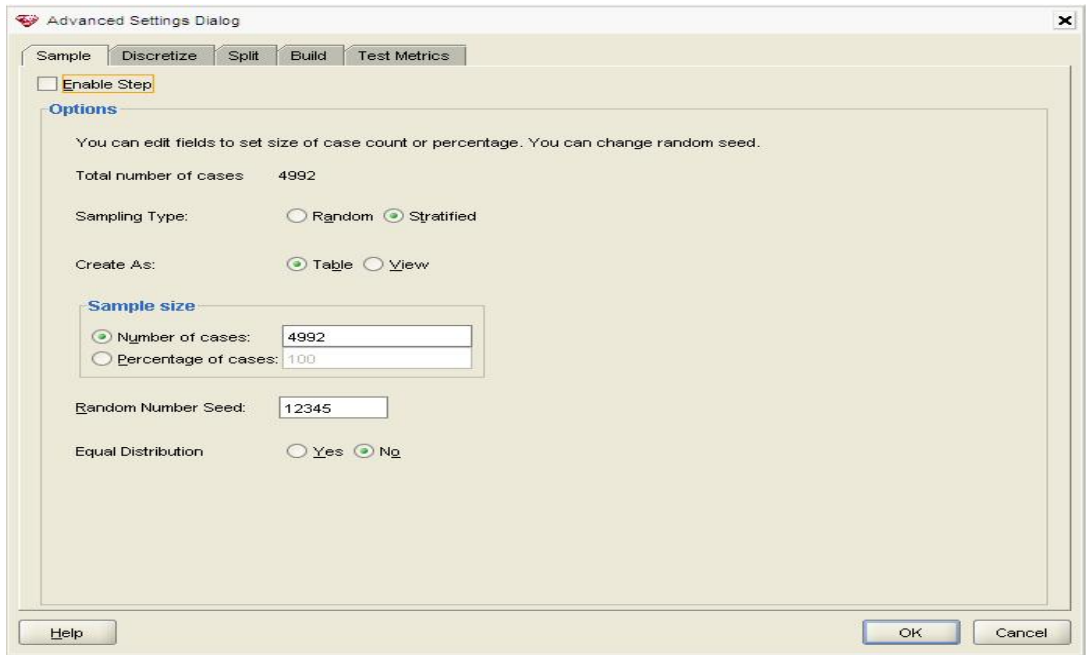 Advanced Settings Dialog
Sample Discretize Split Build Test Metrics
Enable Step
Options
You can edit fields to set size of case count or percentage. You can change random seed.
Total number of cases 4992
Sampling Type: Random Stratified
Create As: Table View
Sample size
Number of cases: 4992
Percentage of cases: 100
Random Number Seed: 12345
Equal Distribution Yes No
Help OK Cancel